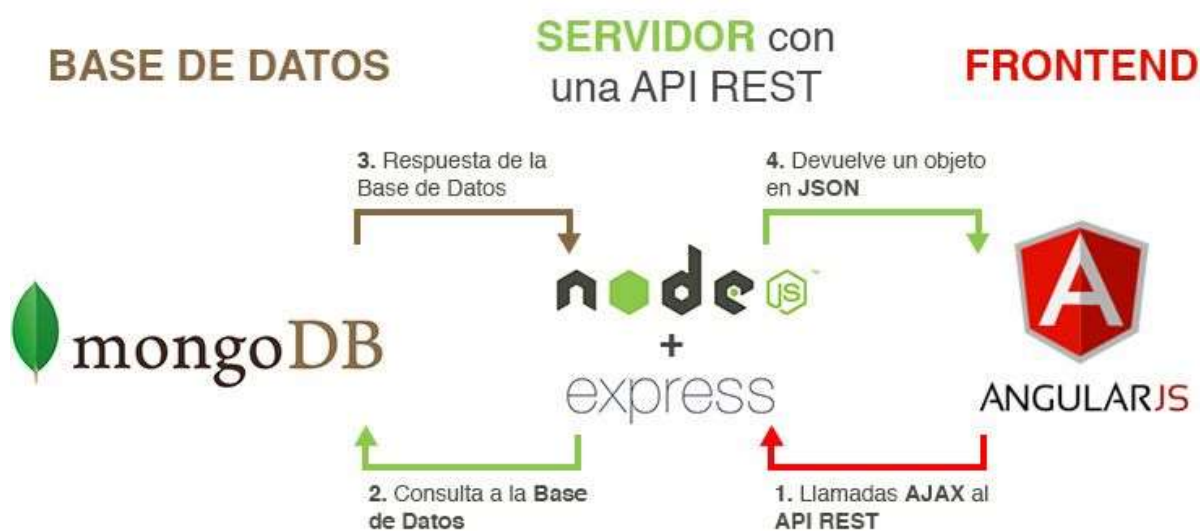 BASE DE DATOS
SERVIDOR con
una API REST
FRONTEND
3. Respuesta de la
Base de Datos
4. Devuelve un objeto
en JSON
mongoDB
node JS™
+
express
ANGULARJS
2. Consulta a la Base
de Datos
1. Llamadas AJAX al
API REST